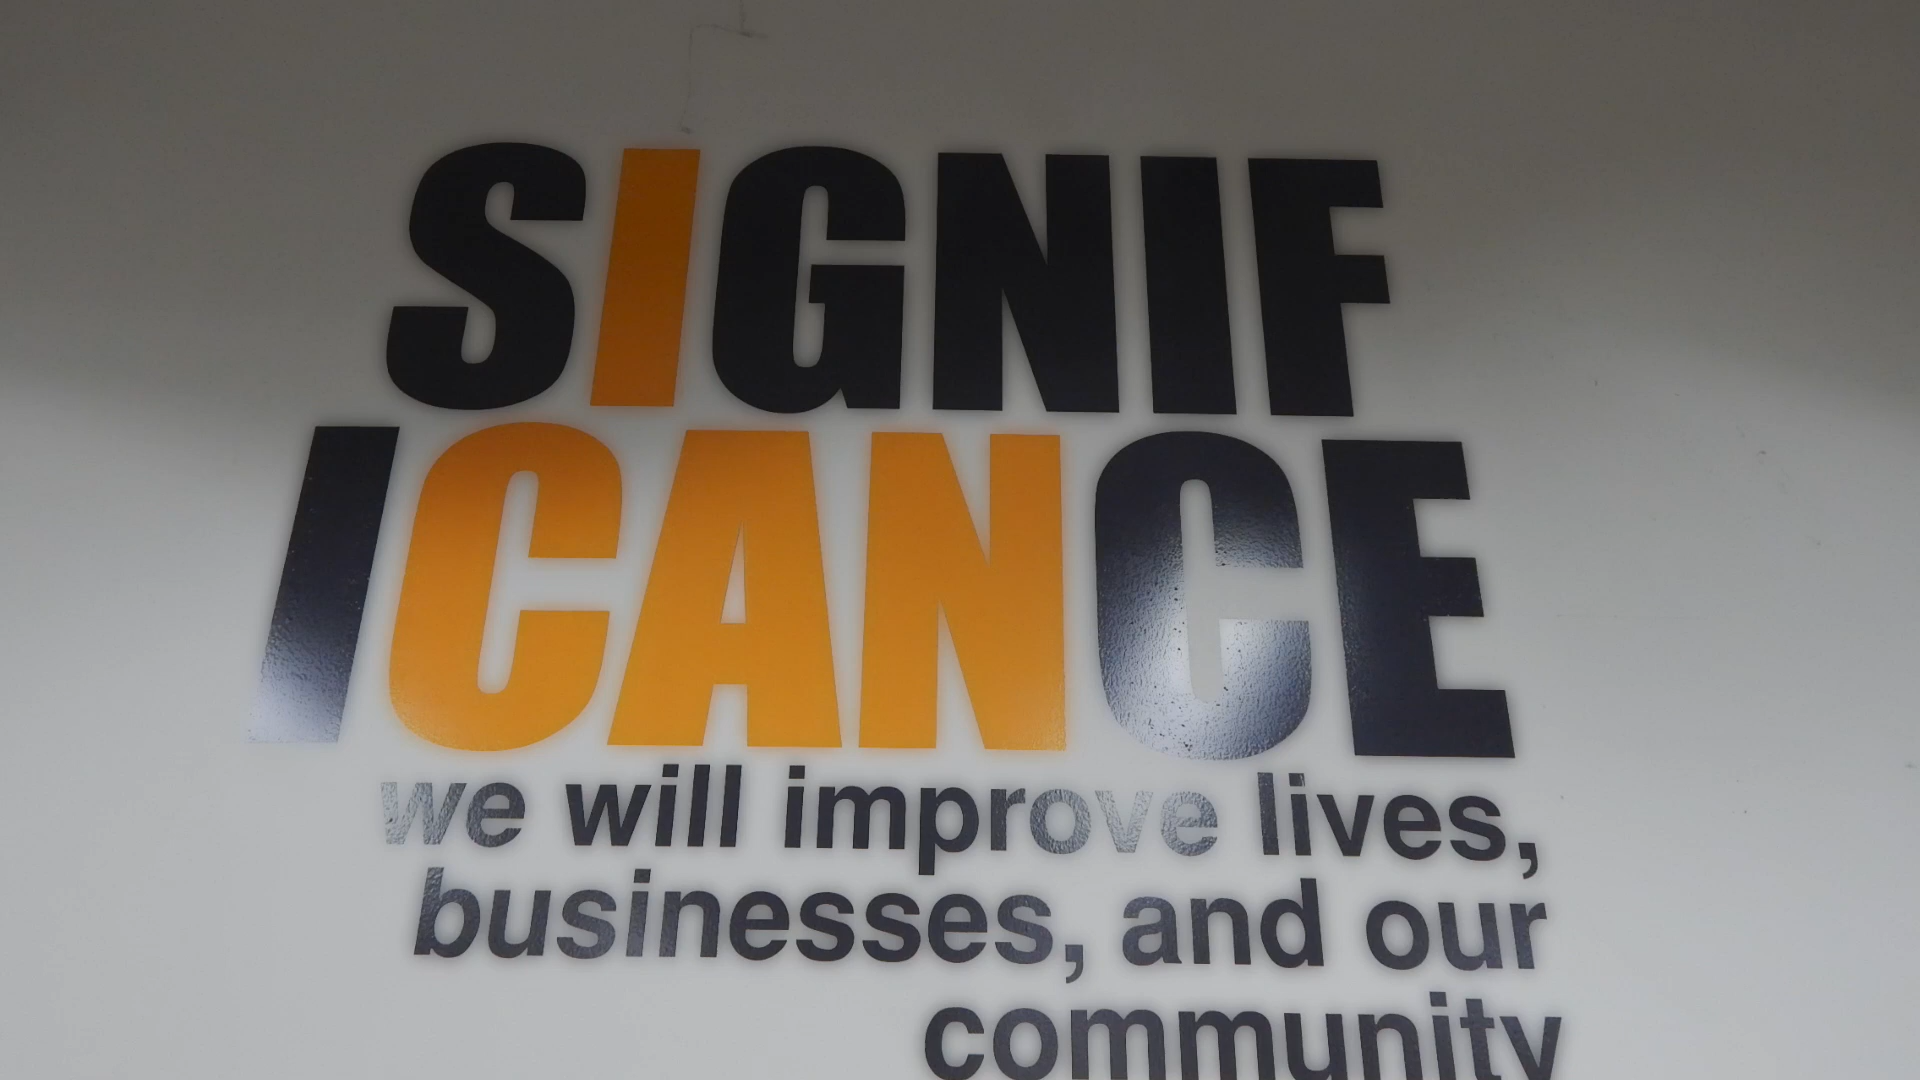 SIGNIF
ICANCE
we will improve lives,
businesses, and our
community